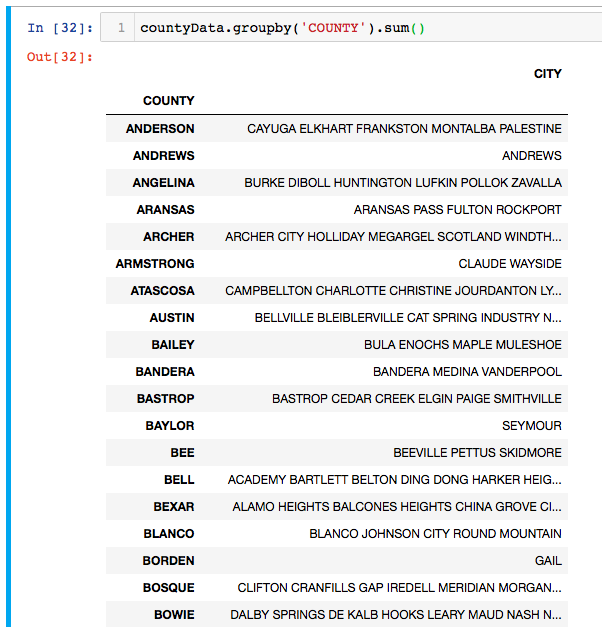 In [32]: 1 countyData.groupby('COUNTY').sum()
Out[32]:
CITY
COUNTY
ANDERSON CAYUGA ELKHART FRANKSTON MONTALBA PALESTINE
ANDREWS ANDREWS
ANGELINA BURKE DIBOLL HUNTINGTON LUFKIN POLLOK ZAVALLA
ARANSAS ARANSAS PASS FULTON ROCKPORT
ARCHER ARCHER CITY HOLLIDAY MEGARGEL SCOTLAND WINDTH...
ARMSTRONG CLAUDE WAYSIDE
ATASCOSA CAMPBELLTON CHARLOTTE CHRISTINE JOURDANTON LY...
AUSTIN BELLVILLE BLEIBLERVILLE CAT SPRING INDUSTRY N...
BAILEY BULA ENOCHS MAPLE MULESHOE
BANDERA BANDERA MEDINA VANDERPOOL
BASTROP BASTROP CEDAR CREEK ELGIN PAIGE SMITHVILLE
BAYLOR SEYMOUR
BEE BEEVILLE PETTUS SKIDMORE
BELL ACADEMY BARTLETT BELTON DING DONG HARKER HEIG...
BEXAR ALAMO HEIGHTS BALCONES HEIGHTS CHINA GROVE CI...
BLANCO BLANCO JOHNSON CITY ROUND MOUNTAIN
BORDEN GAIL
BOSQUE CLIFTON CRANFILLS GAP IREDELL MERIDIAN MORGAN...
BOWIE DALBY SPRINGS DE KALB HOOKS LEARY MAUD NASH N...